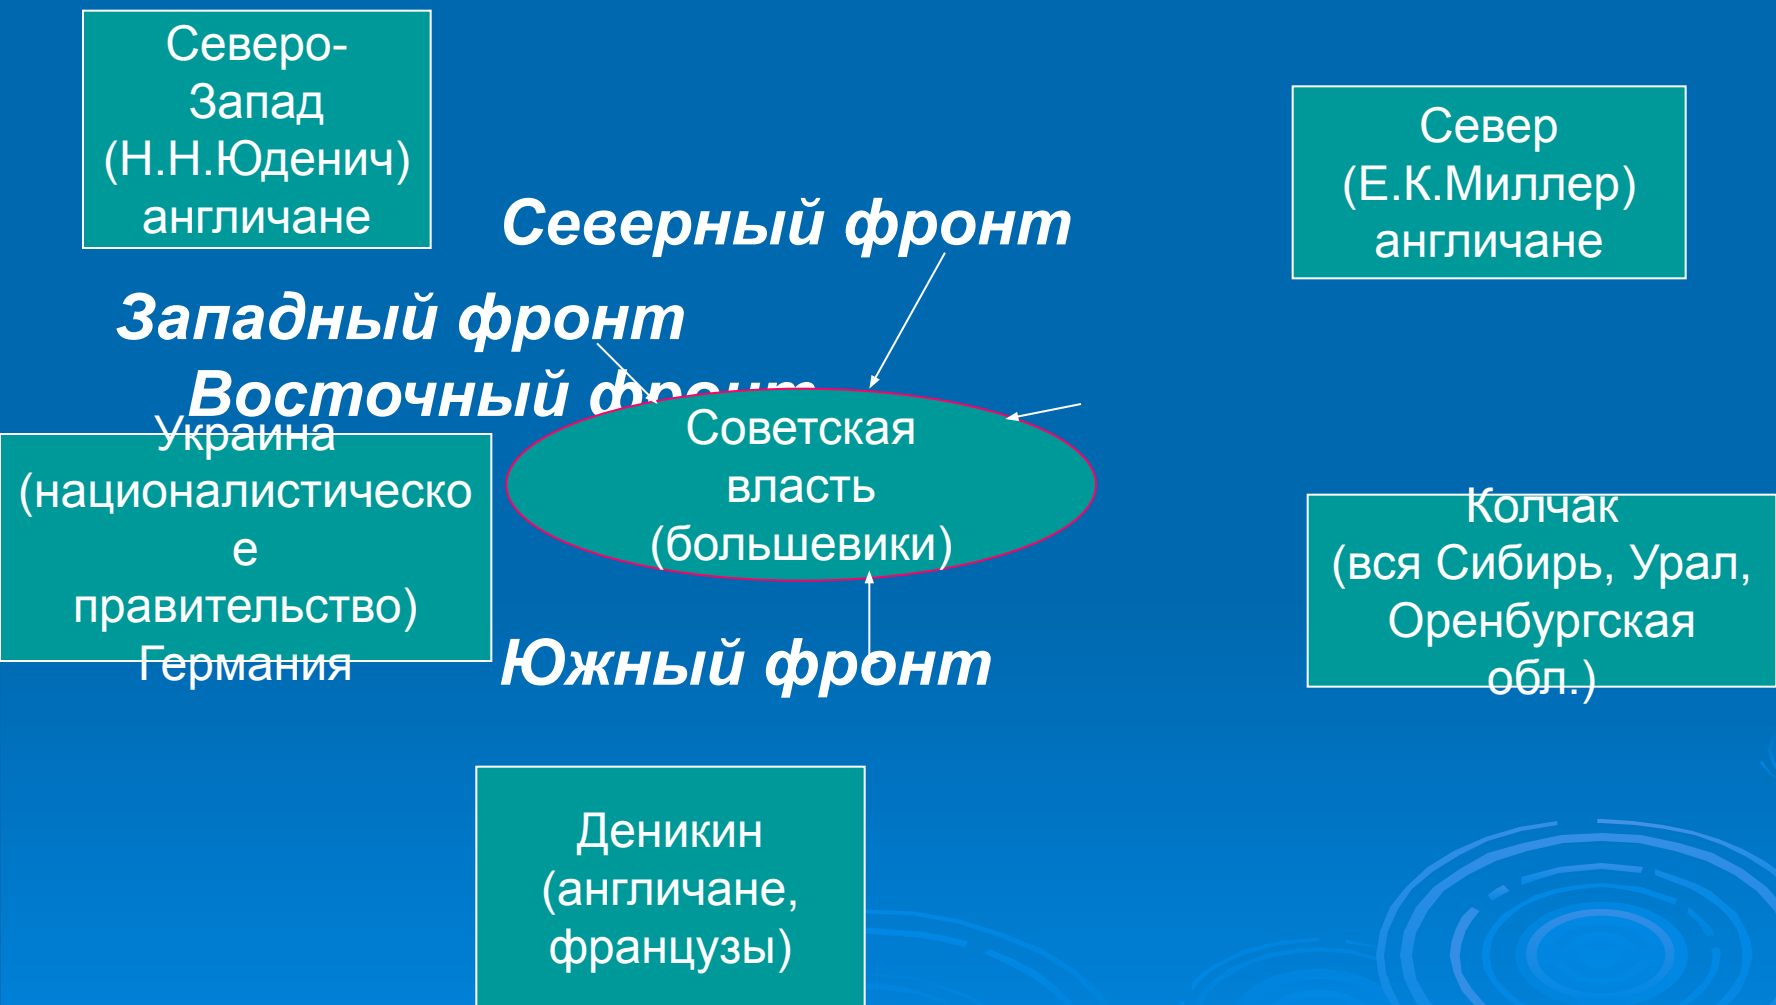 Северо-
Запад
(Н.Н.Юденич)
англичане
Север
(Е.К.Миллер)
англичане
Северный фронт
Западный фронт
Восточный фронт
Советская
власть
(большевики)
Украина
(националистическо
е
правительство)
Германия
Колчак
(вся Сибирь, Урал,
Оренбургская
обл.)
Южный фронт
Деникин
(англичане,
французы)